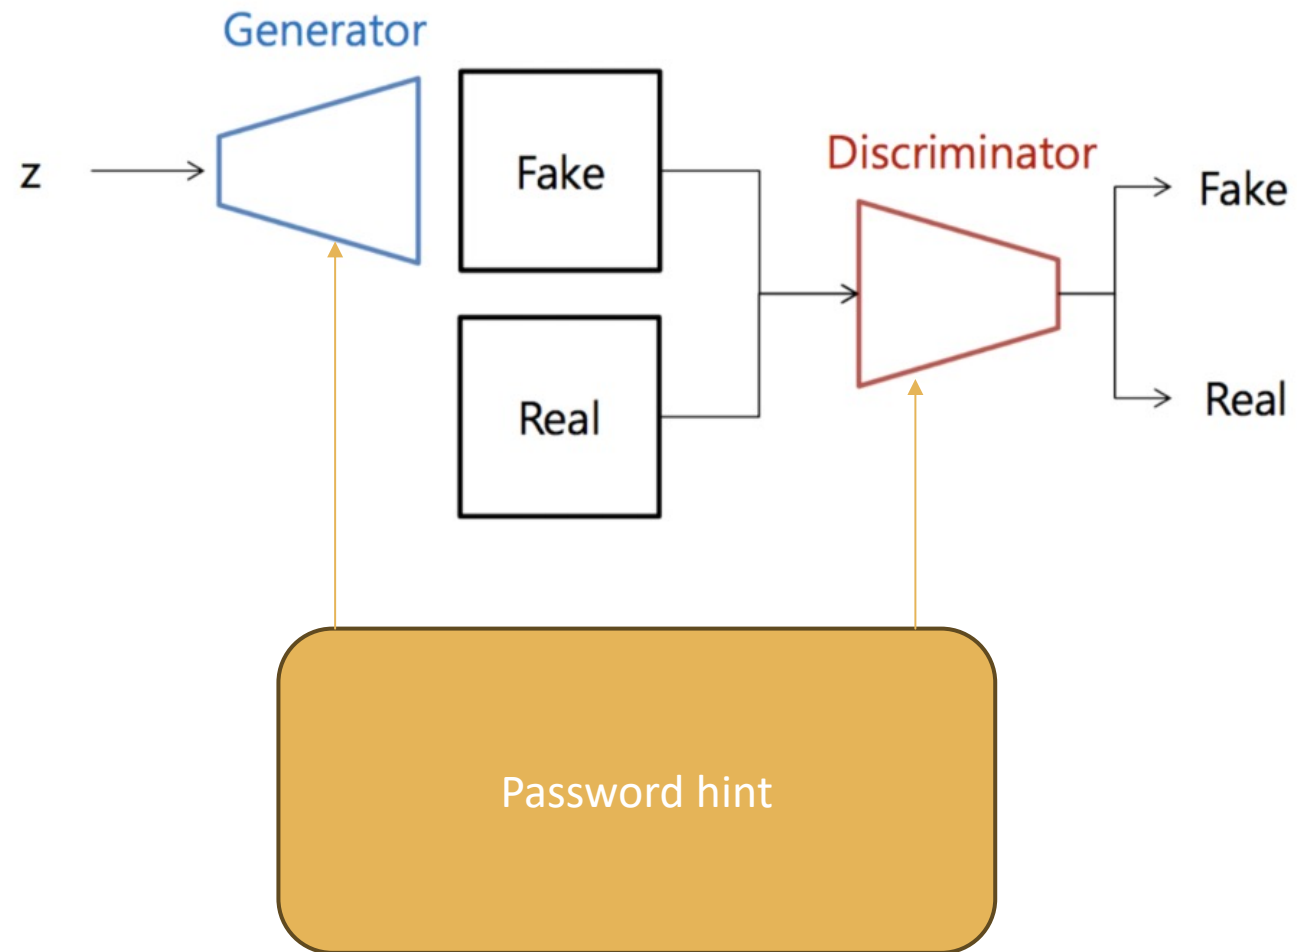 Generator
z
Fake
Discriminator
Fake
Real
Real
Password hint